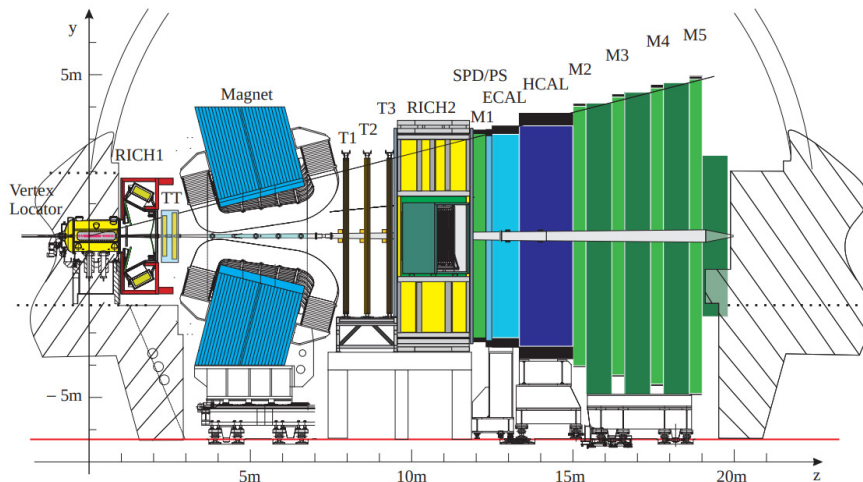 y
5m
Magnet
SPD/PS
ECAL
HCAL
M1
M2
M3
M4
M5
T1
T2
T3
RICH2
RICH1
TT
Vertex
Locator
– 5m
5m
10m
15m
20m
z